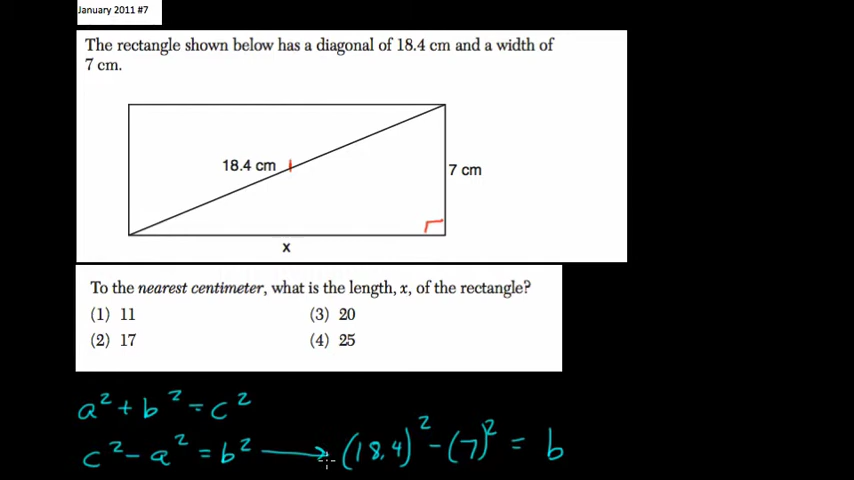 January 2011 #7
The rectangle shown below has a diagonal of 18.4 cm and a width of
7 cm.
18.4 cm
7 cm
x
To the nearest centimeter, what is the length, x, of the rectangle?
(1) 11
(3) 20
(2) 17
(4) 25
a² + b² = c²
c² - a² = b² → (18.4)² - (7)² = b